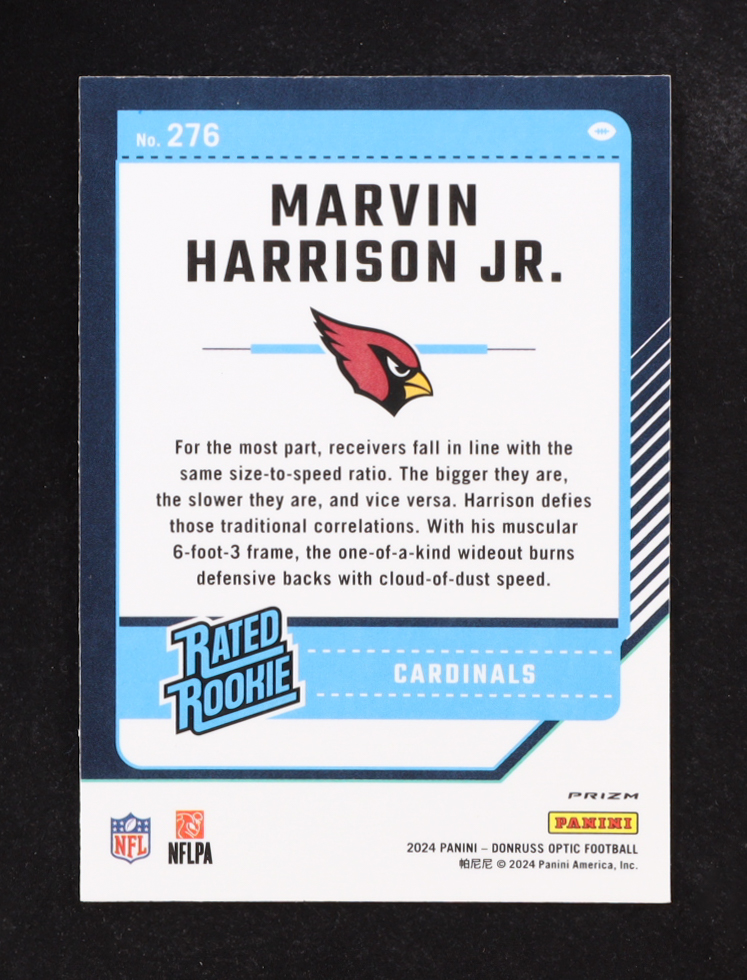 No. 276
MARVIN
HARRISON JR.
For the most part, receivers fall in line with the
same size-to-speed ratio. The bigger they are,
the slower they are, and vice versa. Harrison defies
those traditional correlations. With his muscular
6-foot-3 frame, the one-of-a-kind wideout burns
defensive backs with cloud-of-dust speed.
RATED
ROOKIE
CARDINALS
PRIZM
PANINI
NFL
NFLPA
2024 PANINI – DONRUSS OPTIC FOOTBALL
帕尼尼 © 2024 Panini America, Inc.